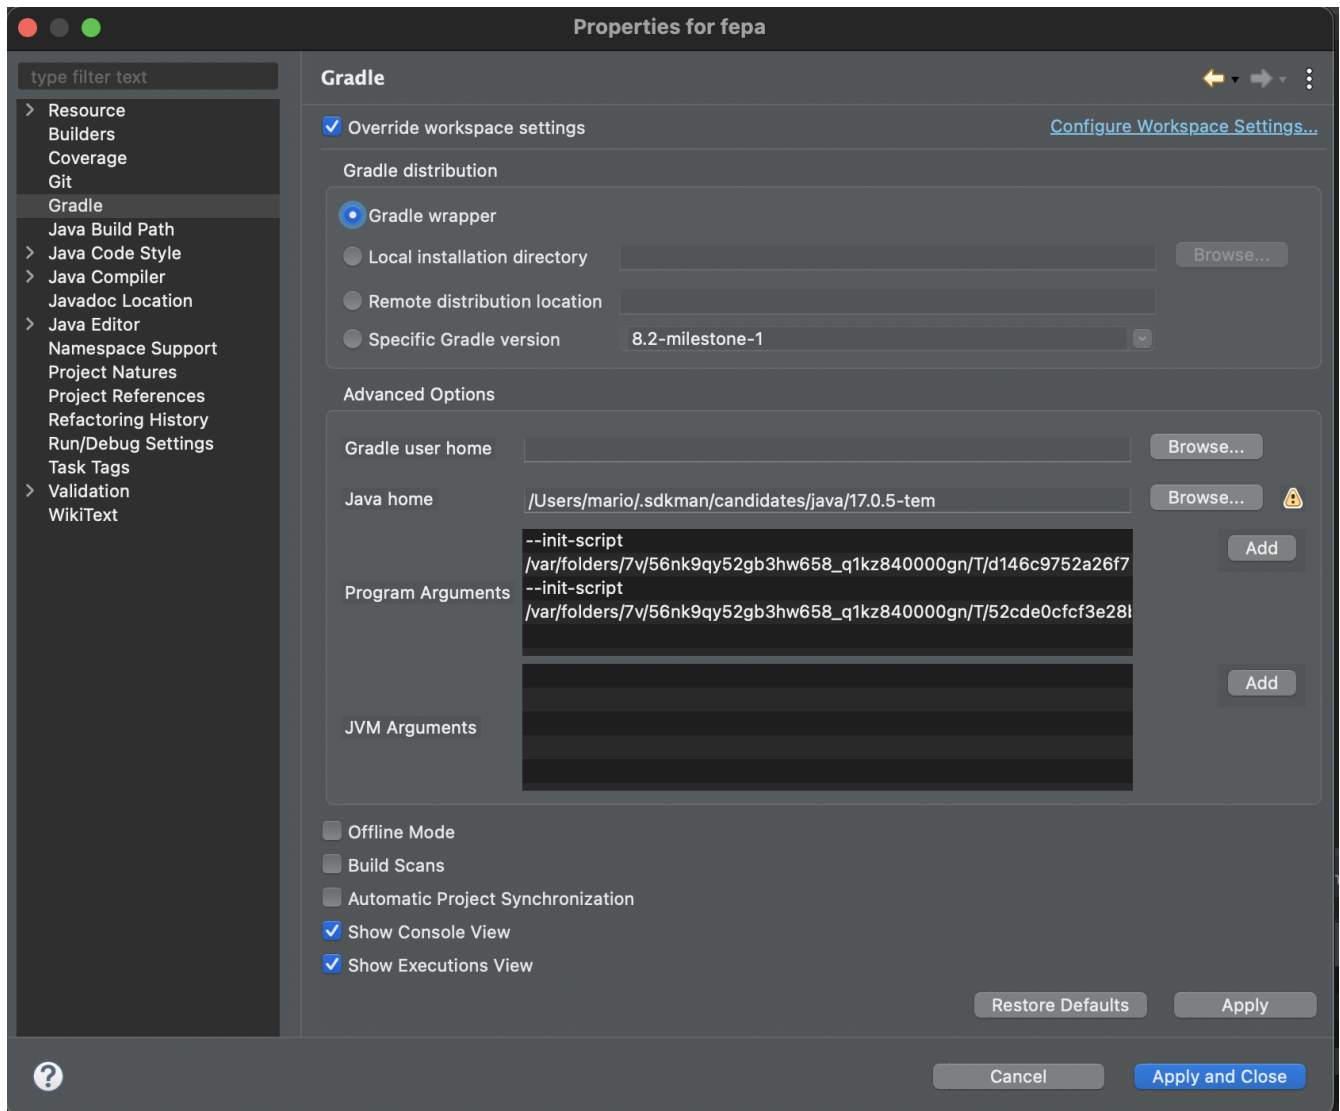 Properties for fepa
type filter text
Resource
Builders
Coverage
Git
Gradle
Java Build Path
Java Code Style
Java Compiler
Javadoc Location
Java Editor
Namespace Support
Project Natures
Project References
Refactoring History
Run/Debug Settings
Task Tags
Validation
WikiText
Gradle
Override workspace settings
Configure Workspace Settings...
Gradle distribution
Gradle wrapper
Local installation directory
Browse...
Remote distribution location
Specific Gradle version
8.2-milestone-1
Advanced Options
Gradle user home
Browse...
Java home
/Users/mario/.sdkman/candidates/java/17.0.5-tem
Browse...
Program Arguments
--init-script
/var/folders/7v/56nk9qy52gb3hw658_q1kz840000gn/T/d146c9752a26f7
--init-script
/var/folders/7v/56nk9qy52gb3hw658_q1kz840000gn/T/52cde0cfcf3e28b
Add
JVM Arguments
Add
Offline Mode
Build Scans
Automatic Project Synchronization
Show Console View
Show Executions View
Restore Defaults
Apply
?
Cancel
Apply and Close